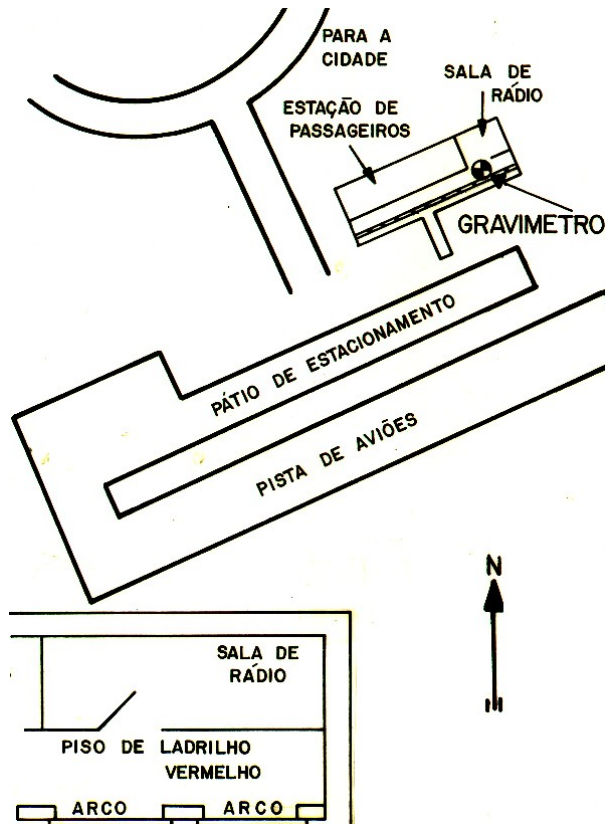 PARA A
CIDADE
SALA DE
RÁDIO
ESTAÇÃO DE
PASSAGEIROS
GRAVIMETRO
PÁTIO DE ESTACIONAMENTO
PISTA DE AVIÕES
N
SALA DE
RÁDIO
PISO DE LADRILHO
VERMELHO
ARCO
ARCO